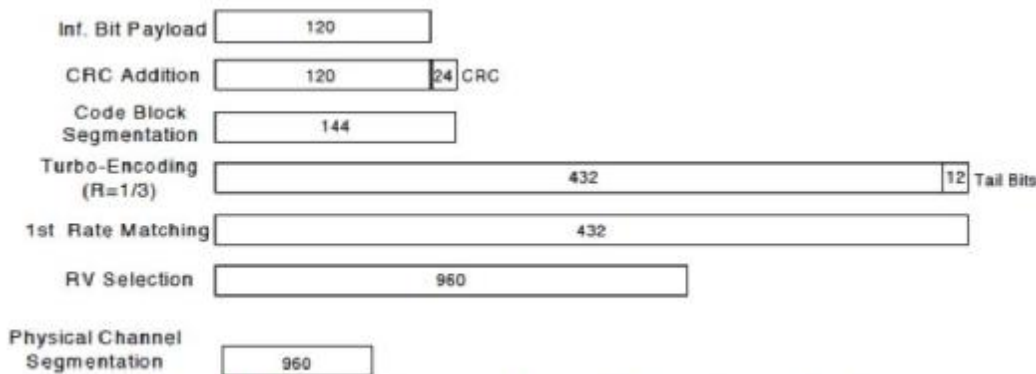 Inf. Bit Payload 120
CRC Addition 120 24 CRC
Code Block
Segmentation 144
Turbo-Encoding
(R=1/3) 432 12 Tail Bits
1st Rate Matching 432
RV Selection 960
Physical Channel
Segmentation 960